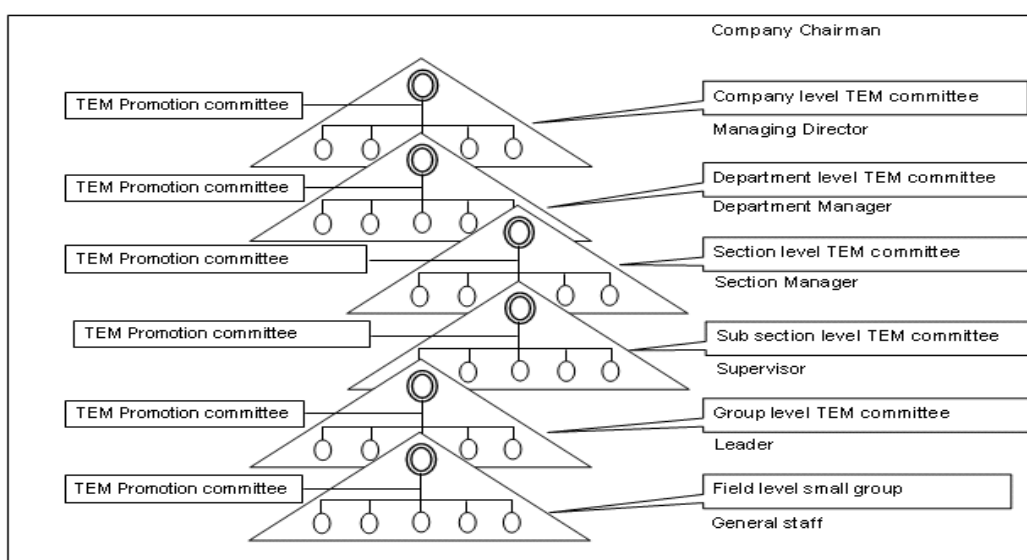 Company Chairman
TEM Promotion committee
Company level TEM committee
Managing Director
TEM Promotion committee
Department level TEM committee
Department Manager
TEM Promotion committee
Section level TEM committee
Section Manager
TEM Promotion committee
Sub section level TEM committee
Supervisor
TEM Promotion committee
Group level TEM committee
Leader
TEM Promotion committee
Field level small group
General staff